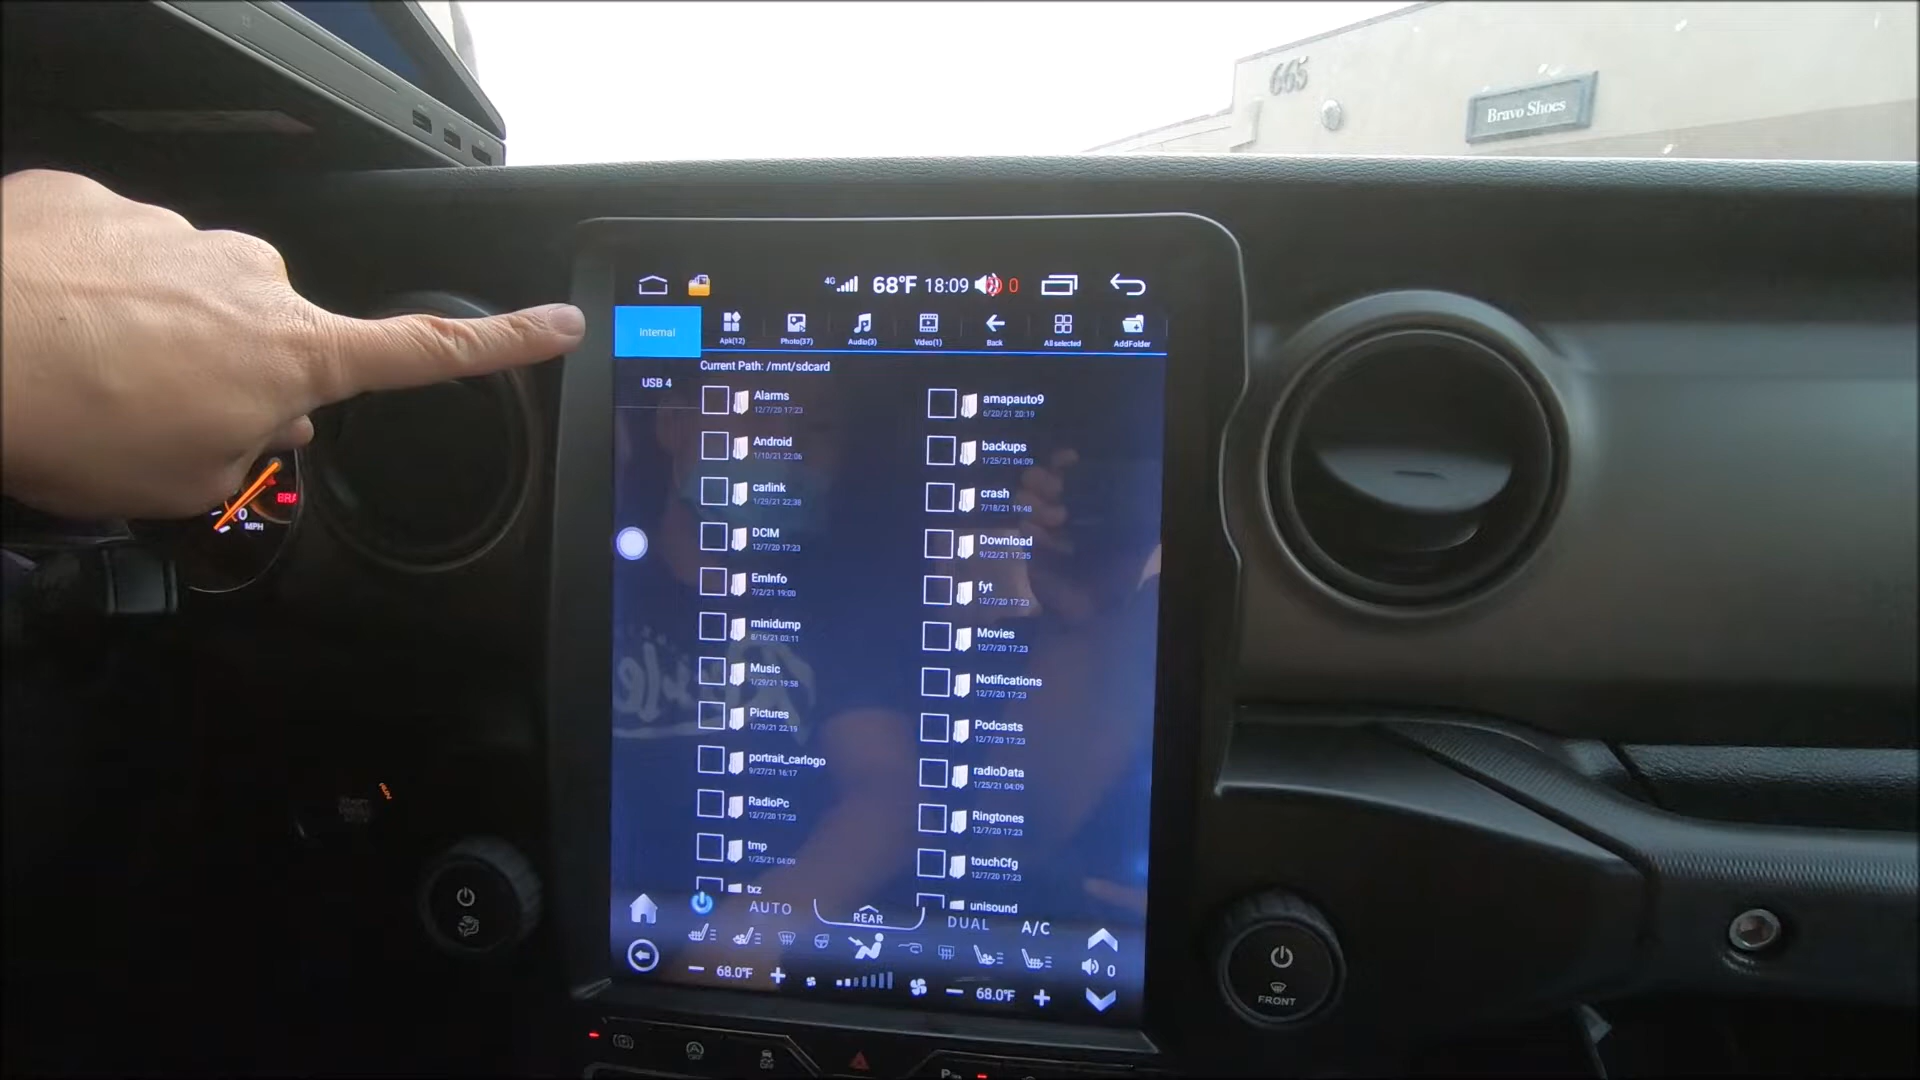 665
Bravo Shoes
4G 68°F 18:09 0
Internal
Apk(12) Photo(37) Audio(3) Video(1) Back All selected AddFolder
Current Path: /mnt/sdcard
USB 4
Alarms
12/7/20 17:23
amapauto9
6/20/21 20:19
Android
1/10/21 22:06
backups
1/25/21 04:09
carlink
1/29/21 22:38
crash
7/18/21 19:48
DCIM
12/7/20 17:23
Download
9/22/21 17:35
EmInfo
7/2/21 19:00
fyt
12/7/20 17:23
minidump
8/16/21 03:11
Movies
12/7/20 17:23
Music
1/29/21 19:58
Notifications
12/7/20 17:23
Pictures
1/29/21 22:19
Podcasts
12/7/20 17:23
portrait_carlogo
9/27/21 16:17
radioData
1/25/21 04:09
RadioPc
12/7/20 17:23
Ringtones
12/7/20 17:23
tmp
1/25/21 04:09
touchCfg
12/7/20 17:23
txz
unisound
AUTO REAR DUAL A/C
68.0°F 68.0°F 0
BRA
0
MPH
FRONT